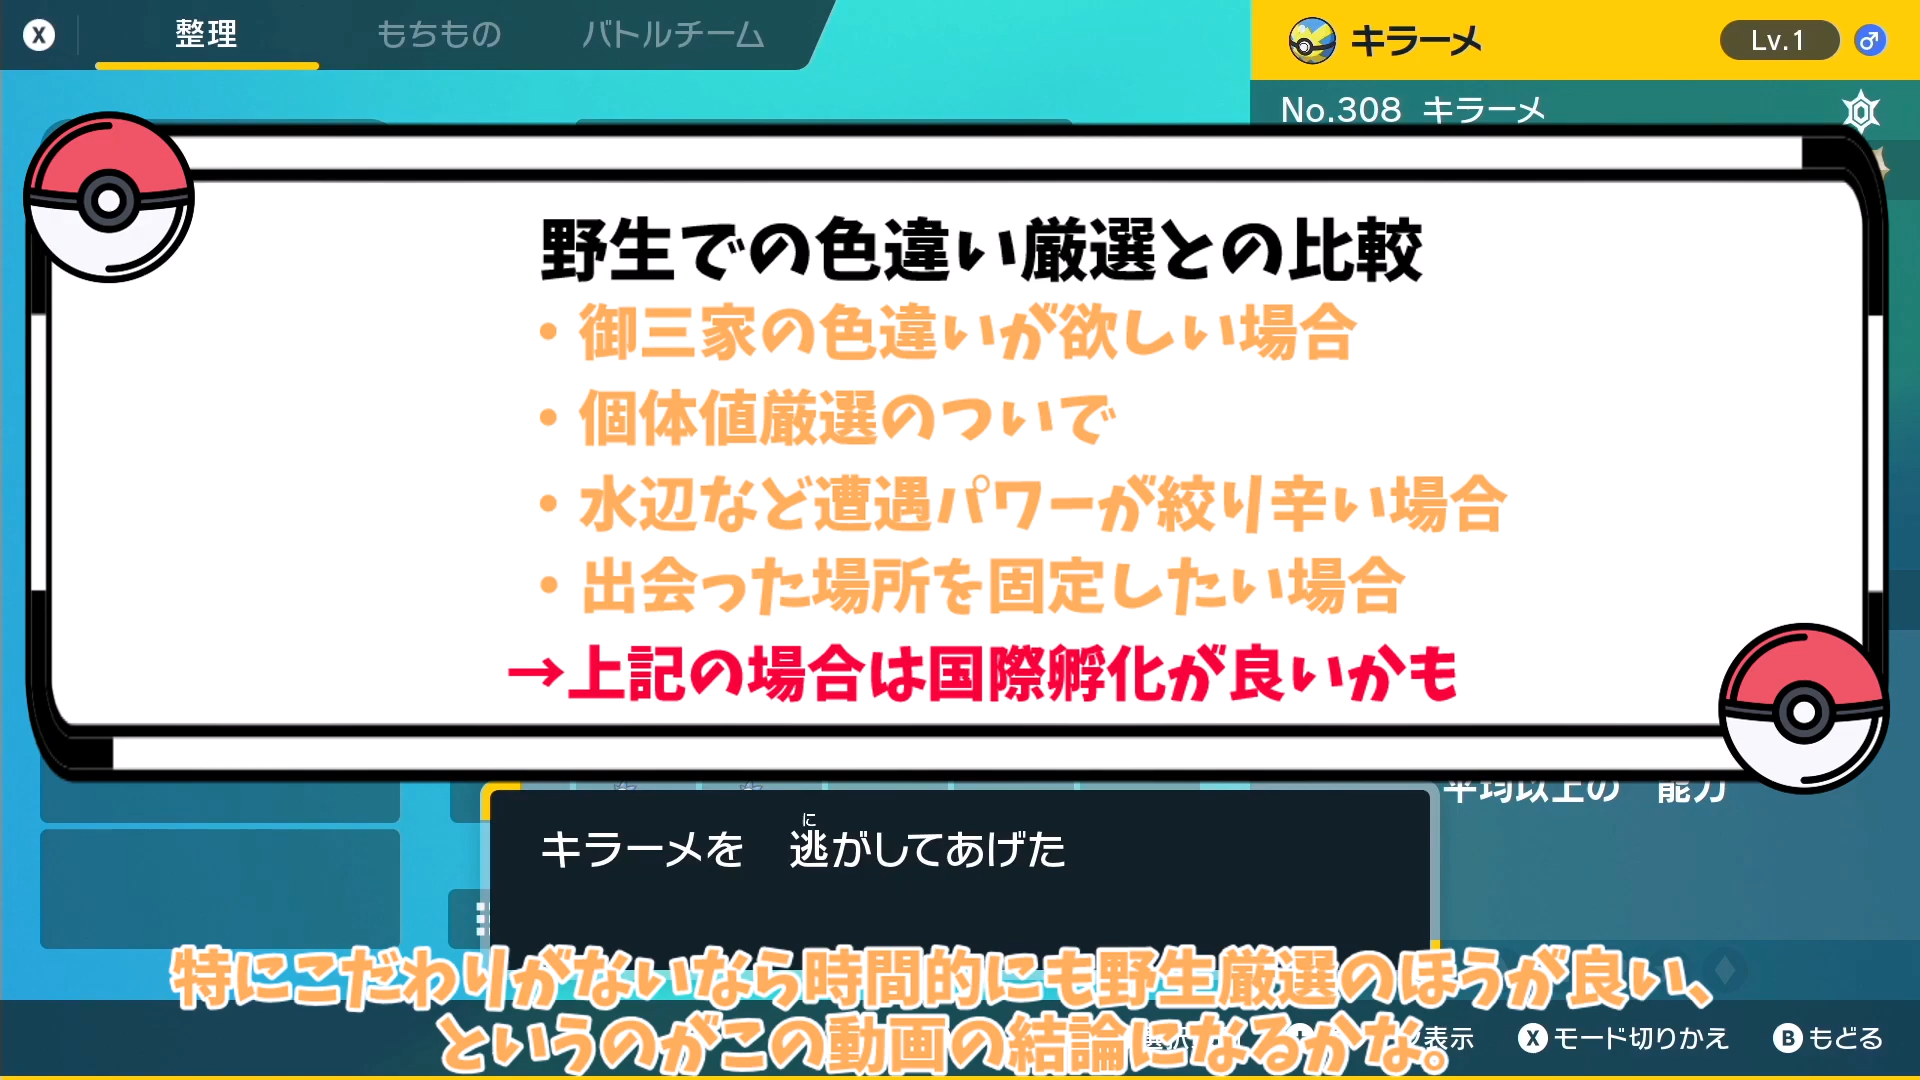 X 整理 もちもの バトルチーム
キラーメ Lv.1 ♂
No.308 キラーメ
野生での色違い厳選との比較
・御三家の色違いが欲しい場合
・個体値厳選のついで
・水辺など遭遇パワーが絞り辛い場合
・出会った場所を固定したい場合
→上記の場合は国際孵化が良いかも
平均以上の 能力
に
キラーメを 逃がしてあげた
特にこだわりがないなら時間的にも野生厳選のほうが良い、
というのがこの動画の結論になるかな。
表示 X モード切りかえ B もどる